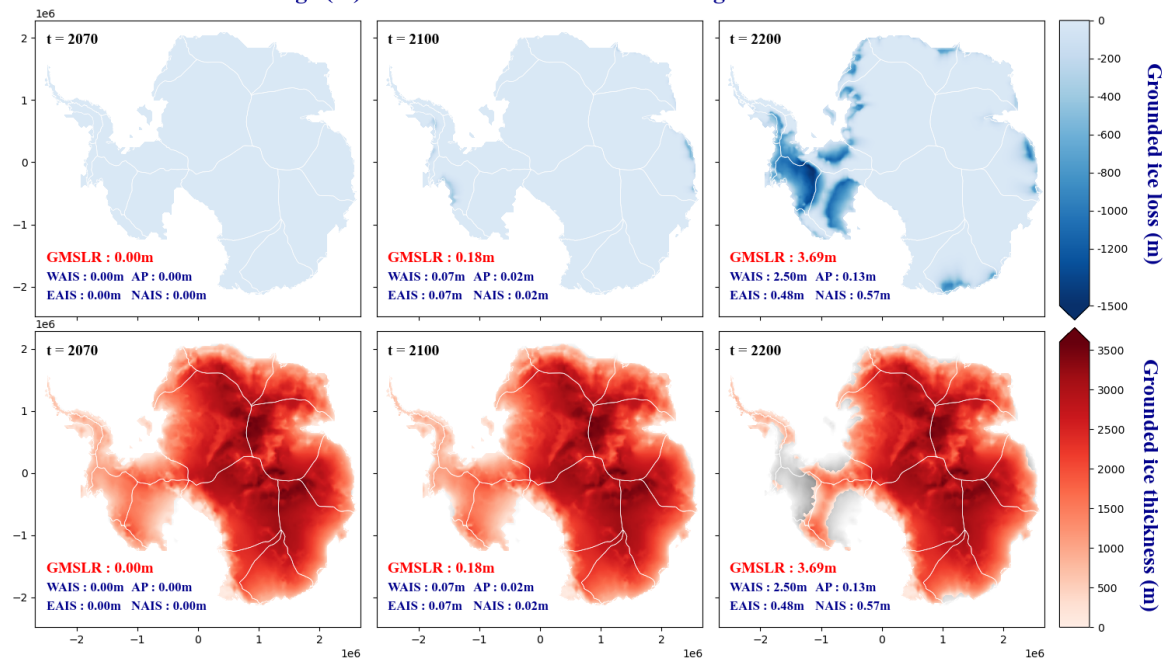 1e6
t = 2070
t = 2100
t = 2200
2
1
0
−1
−2
GMSLR : 0.00m
WAIS : 0.00m AP : 0.00m
EAIS : 0.00m NAIS : 0.00m
GMSLR : 0.18m
WAIS : 0.07m AP : 0.02m
EAIS : 0.07m NAIS : 0.02m
GMSLR : 3.69m
WAIS : 2.50m AP : 0.13m
EAIS : 0.48m NAIS : 0.57m
0
-200
-400
-600
-800
-1000
-1200
-1500
Grounded ice loss (m)
1e6
t = 2070
t = 2100
t = 2200
2
1
0
−1
−2
GMSLR : 0.00m
WAIS : 0.00m AP : 0.00m
EAIS : 0.00m NAIS : 0.00m
GMSLR : 0.18m
WAIS : 0.07m AP : 0.02m
EAIS : 0.07m NAIS : 0.02m
GMSLR : 3.69m
WAIS : 2.50m AP : 0.13m
EAIS : 0.48m NAIS : 0.57m
3500
3000
2500
2000
1500
1000
500
0
Grounded ice thickness (m)
−2 −1 0 1 2
1e6
−2 −1 0 1 2
1e6
−2 −1 0 1 2
1e6